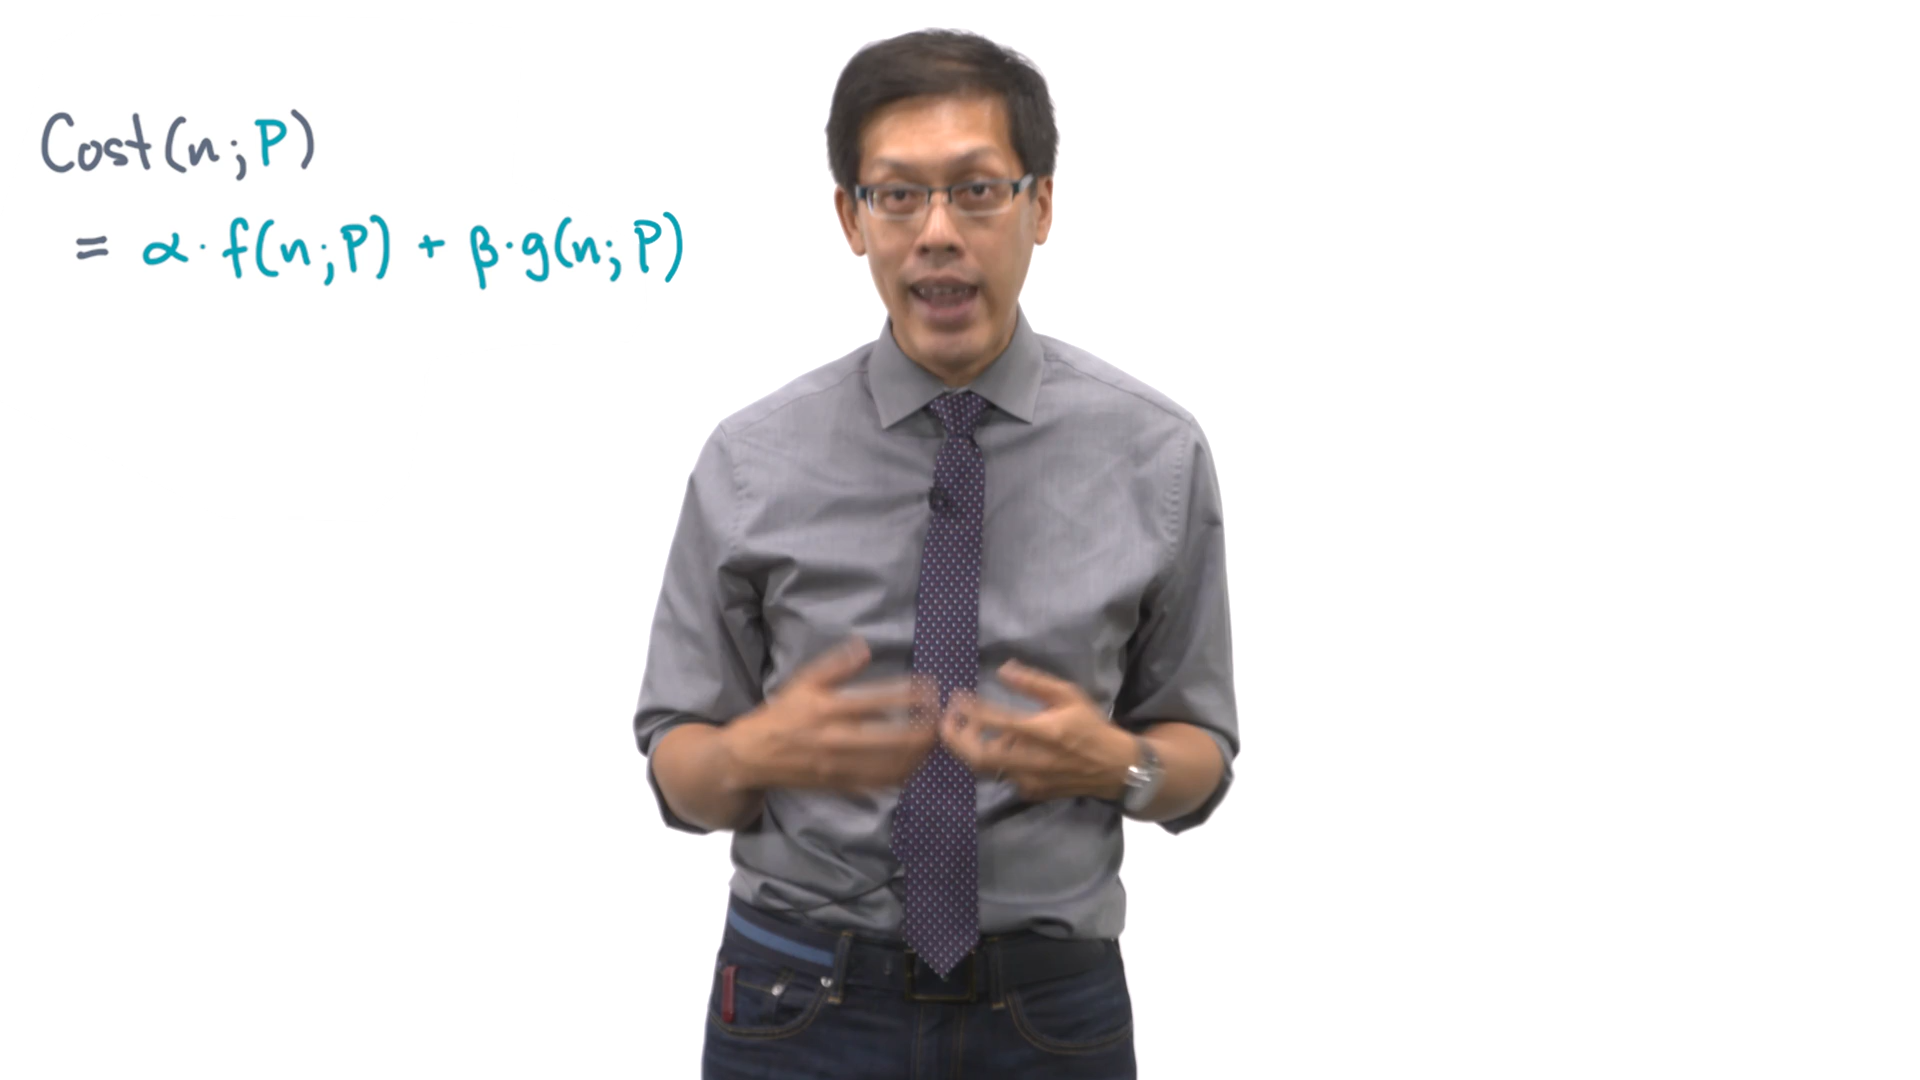 Cost(n;P)
= α·f(n;P) + β·g(n;P)